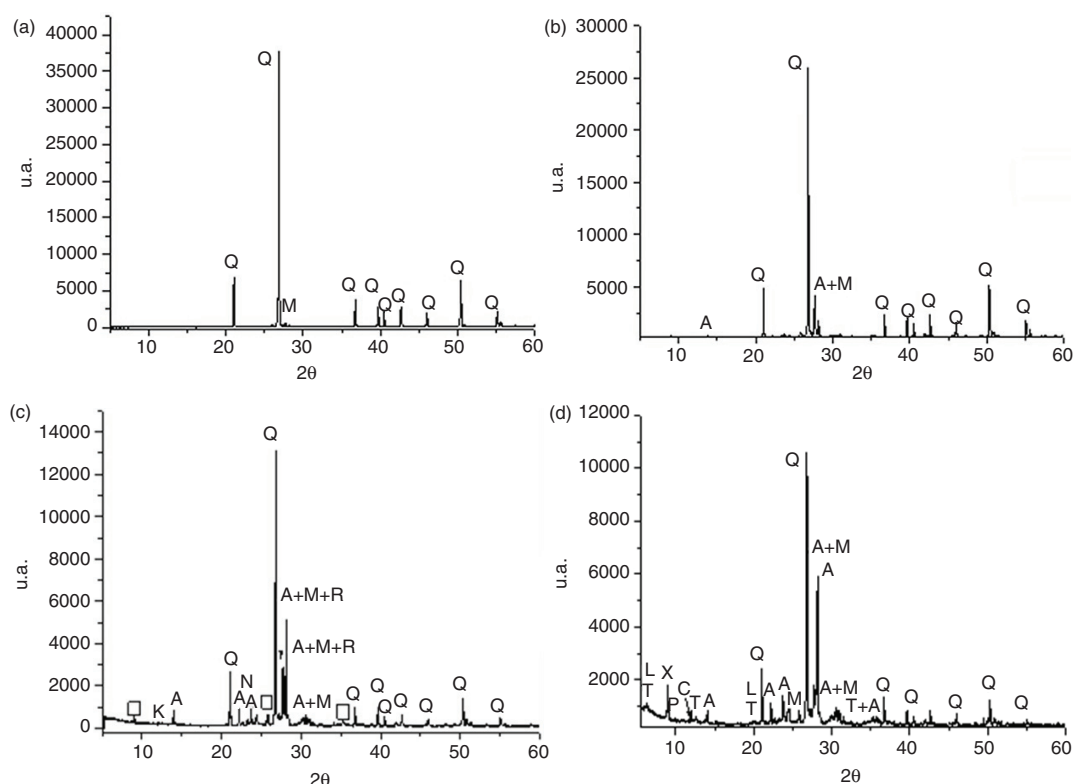 (a)
40000
35000
30000
25000
20000
15000
10000
5000
0
u.a.
Q
Q
M
Q
Q
Q
Q
Q
Q
Q
10 20 30 40 50 60
2θ
(b)
30000
25000
20000
15000
10000
5000
0
u.a.
Q
A
Q
A+M
Q
Q
Q
Q
Q
Q
10 20 30 40 50 60
2θ
(c)
14000
12000
10000
8000
6000
4000
2000
0
u.a.
Q
A+M+R
A+M+R
K
A
Q
A
N
A
A+M
Q
Q
Q
Q
Q
Q
Q
10 20 30 40 50 60
2θ
(d)
12000
10000
8000
6000
4000
2000
0
u.a.
Q
A+M
A
L
T
X
P
C
T
A
L
T
Q
A
A
M
A+M
T+A
Q
Q
Q
Q
Q
10 20 30 40 50 60
2θ